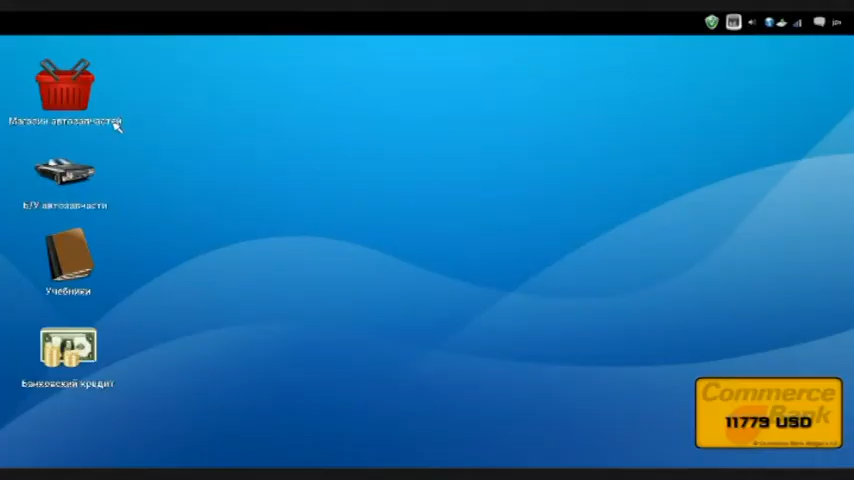 Магазин автозапчастей
Б/У автозапчасти
Учебники
Банковский кредит
Commerce
Bank
11779 USD